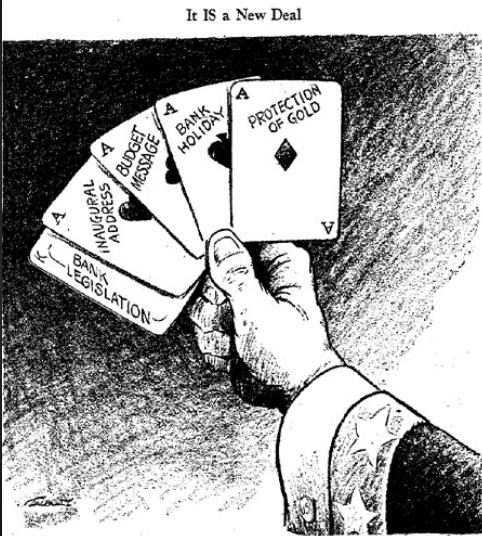 It IS a New Deal
A
PROTECTION
OF GOLD
A
A
BANK
HOLIDAY
A
BUDGET
MESSAGE
A
INAUGURAL
ADDRESS
K
BANK
LEGISLATION